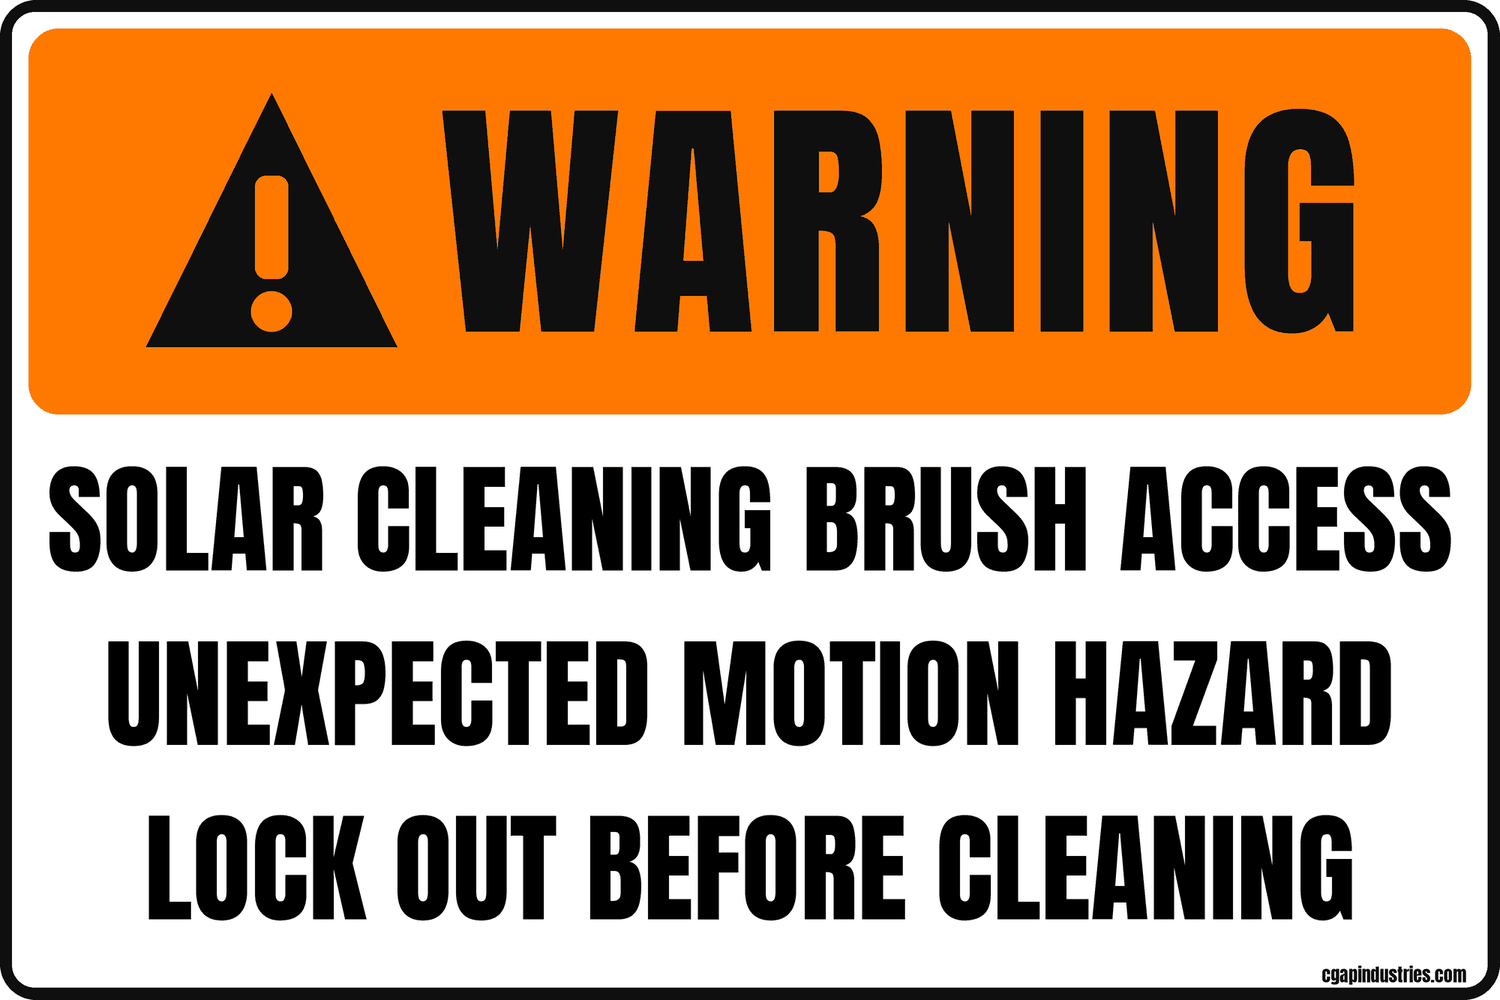 WARNING
SOLAR CLEANING BRUSH ACCESS
UNEXPECTED MOTION HAZARD
LOCK OUT BEFORE CLEANING
cgapindustries.com